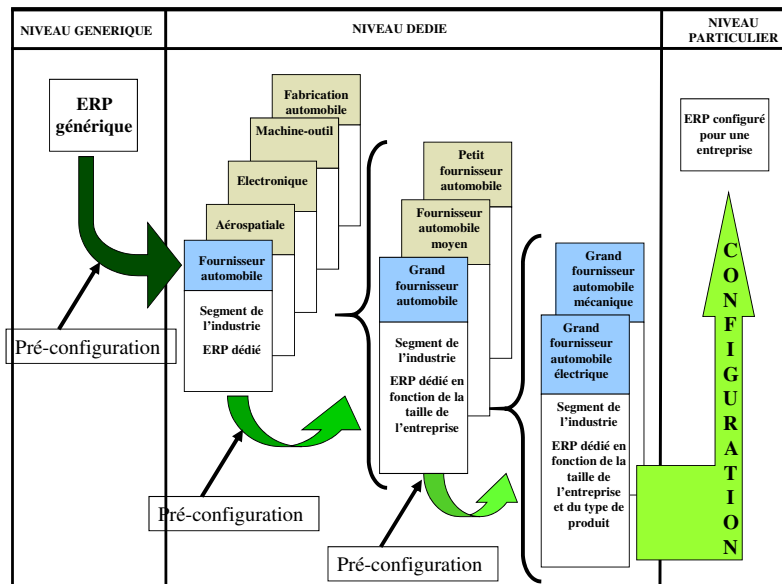 NIVEAU GENERIQUE
NIVEAU DEDIE
NIVEAU
PARTICULIER
ERP
générique
Pré-configuration
Fabrication
automobile
Machine-outil
Electronique
Aérospatiale
Fournisseur
automobile
Segment de
l’industrie
ERP dédié
Pré-configuration
Petit
fournisseur
automobile
Fournisseur
automobile
moyen
Grand
fournisseur
automobile
Segment de
l’industrie
ERP dédié en
fonction de la
taille de
l’entreprise
Pré-configuration
Grand
fournisseur
automobile
mécanique
Grand
fournisseur
automobile
électrique
Segment de
l’industrie
ERP dédié en
fonction de la
taille de
l’entreprise
et du type de
produit
ERP configuré
pour une
entreprise
CONFIGURATION